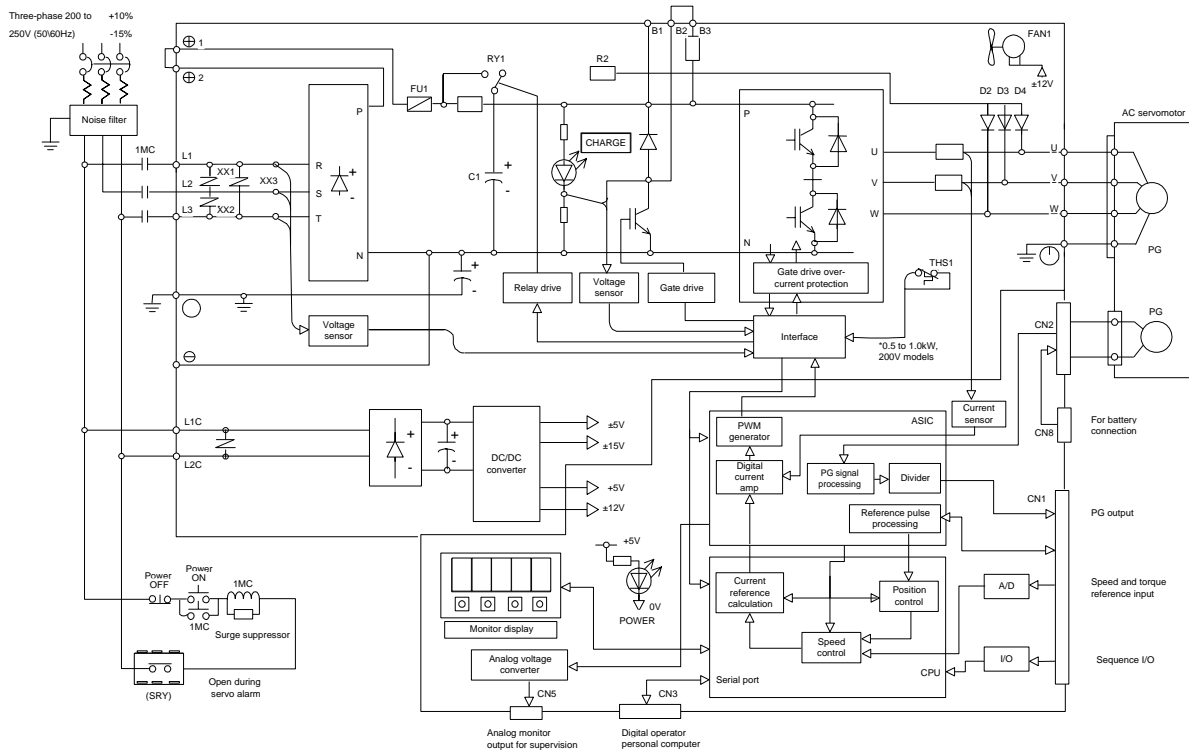 Three-phase 200 to +10%
250V (50\60Hz) -15%
Noise filter
1MC
L1
L2
L3
XX1
XX2
XX3
1
2
P
R
S
T
N
+
-
FU1
RY1
C1
+
-
CHARGE
R2
B1
B2
B3
P
N
U
V
W
D2 D3 D4
FAN1
±12V
AC servomotor
U
V
W
PG
PG
+
-
Relay drive
Voltage
sensor
Gate drive
Gate drive over-
current protection
THS1
Voltage
sensor
Interface
*0.5 to 1.0kW,
200V models
CN2
CN8
For battery
connection
L1C
L2C
+
-
+
-
DC/DC
converter
±5V
±15V
+5V
±12V
ASIC
PWM
generator
Current
sensor
Digital
current
amp
PG signal
processing
Divider
Reference pulse
processing
CN1
PG output
Speed and torque
reference input
A/D
Sequence I/O
I/O
CPU
Current
reference
calculation
Position
control
Speed
control
Serial port
+5V
0V
POWER
Monitor display
Analog voltage
converter
CN5
CN3
Analog monitor
output for supervision
Digital operator
personal computer
Power
OFF
Power
ON
1MC
1MC
Surge suppressor
(SRY)
Open during
servo alarm